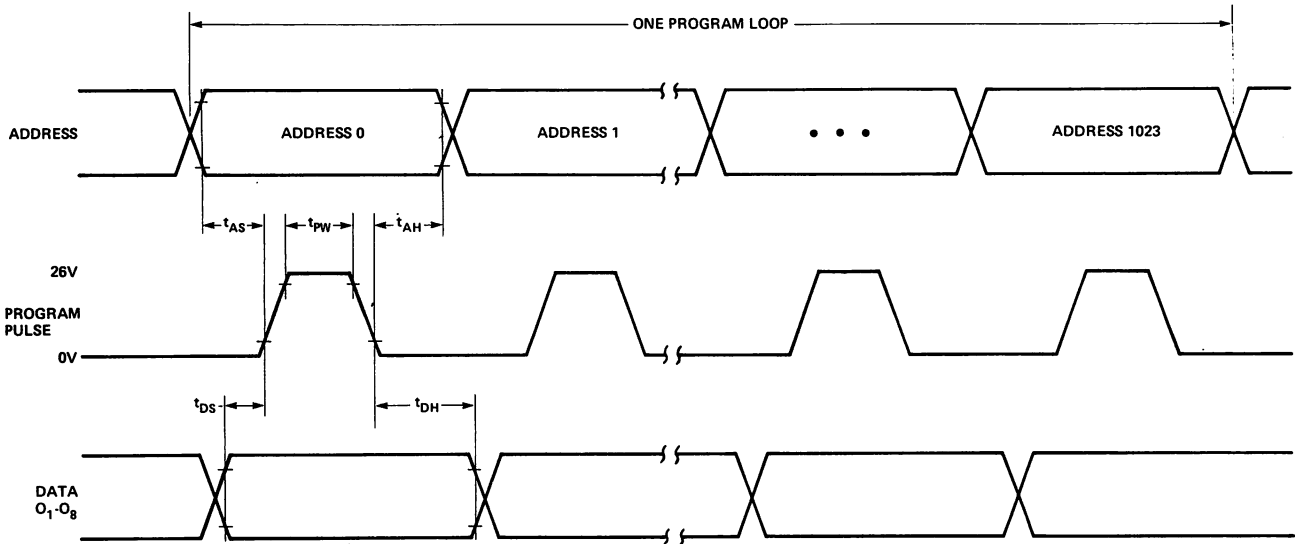 ONE PROGRAM LOOP
ADDRESS
ADDRESS 0
ADDRESS 1
• • •
ADDRESS 1023
tAS
tPW
tAH
26V
PROGRAM
PULSE
0V
tDS
tDH
DATA
O1-O8